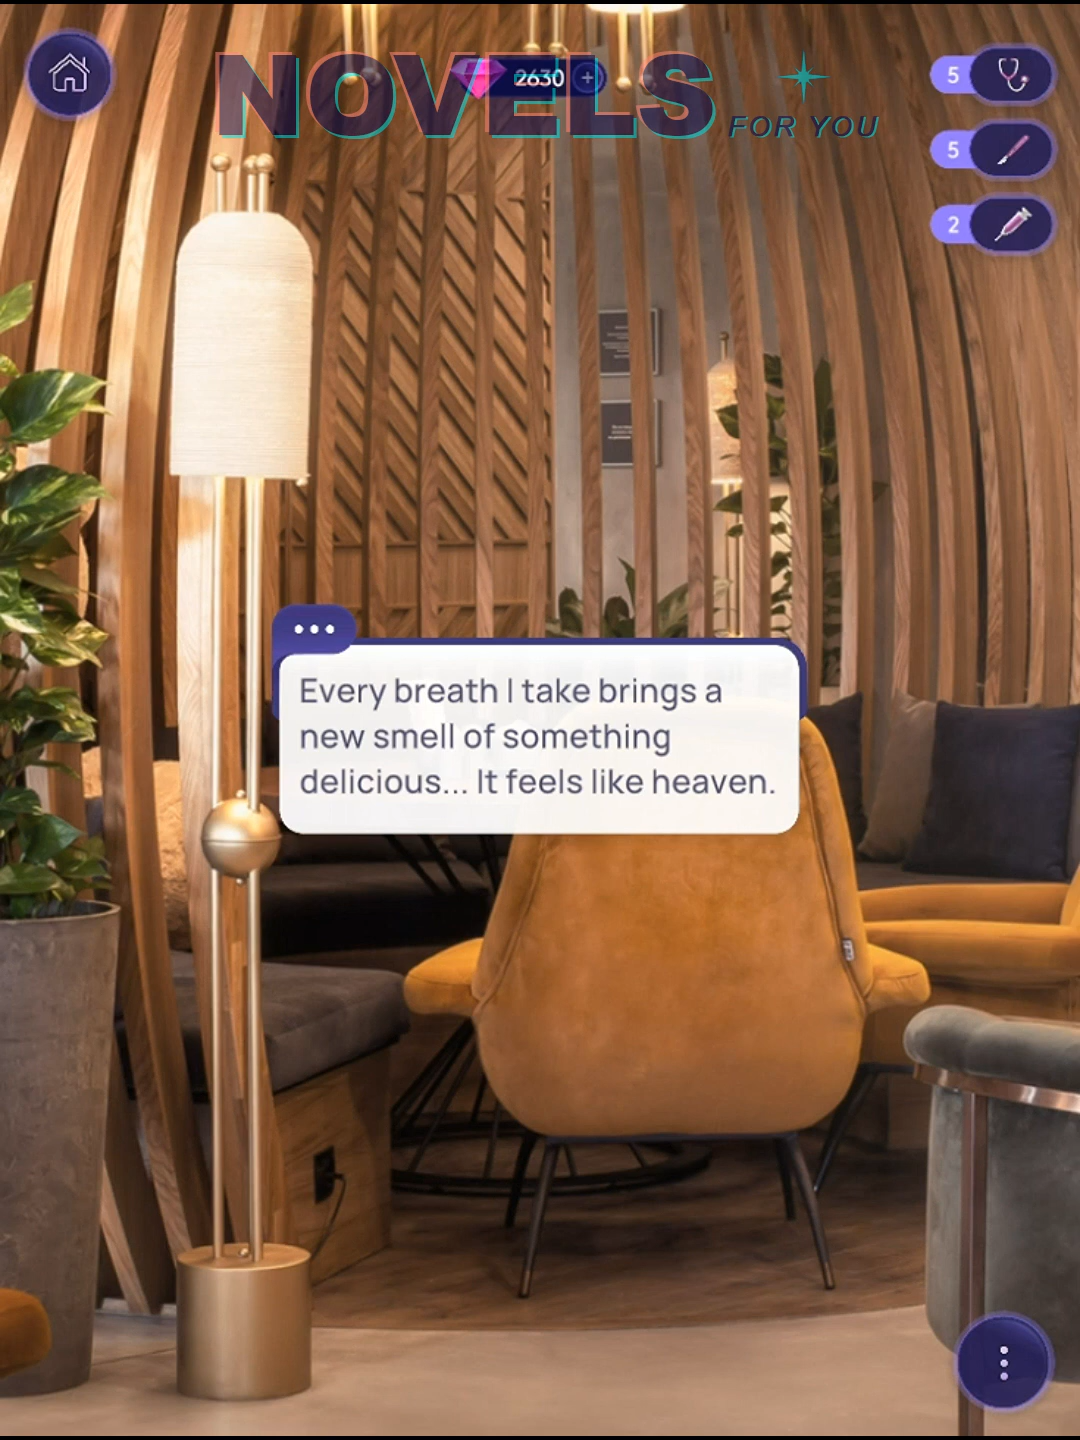 NOVELS
FOR YOU
2630 +
5
5
2
Every breath I take brings a
new smell of something
delicious... It feels like heaven.